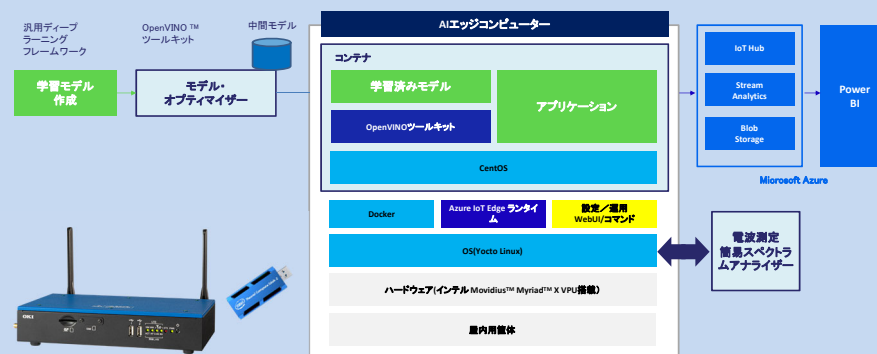 汎用ディープ
ラーニング
フレームワーク
OpenVINO ™
ツールキット
中間モデル
学習モデル
作成
モデル・
オプティマイザー
AIエッジコンピューター
コンテナ
学習済みモデル
OpenVINOツールキット
アプリケーション
CentOS
Docker
Azure IoT Edge ランタイ
ム
設定／運用
WebUI/コマンド
OS(Yocto Linux)
ハードウェア(インテル Movidius™ Myriad™ X VPU搭載)
屋内用筐体
IoT Hub
Stream
Analytics
Blob
Storage
Microsoft Azure
Power
BI
電波測定
簡易スペクトラ
ムアナライザー
OKI